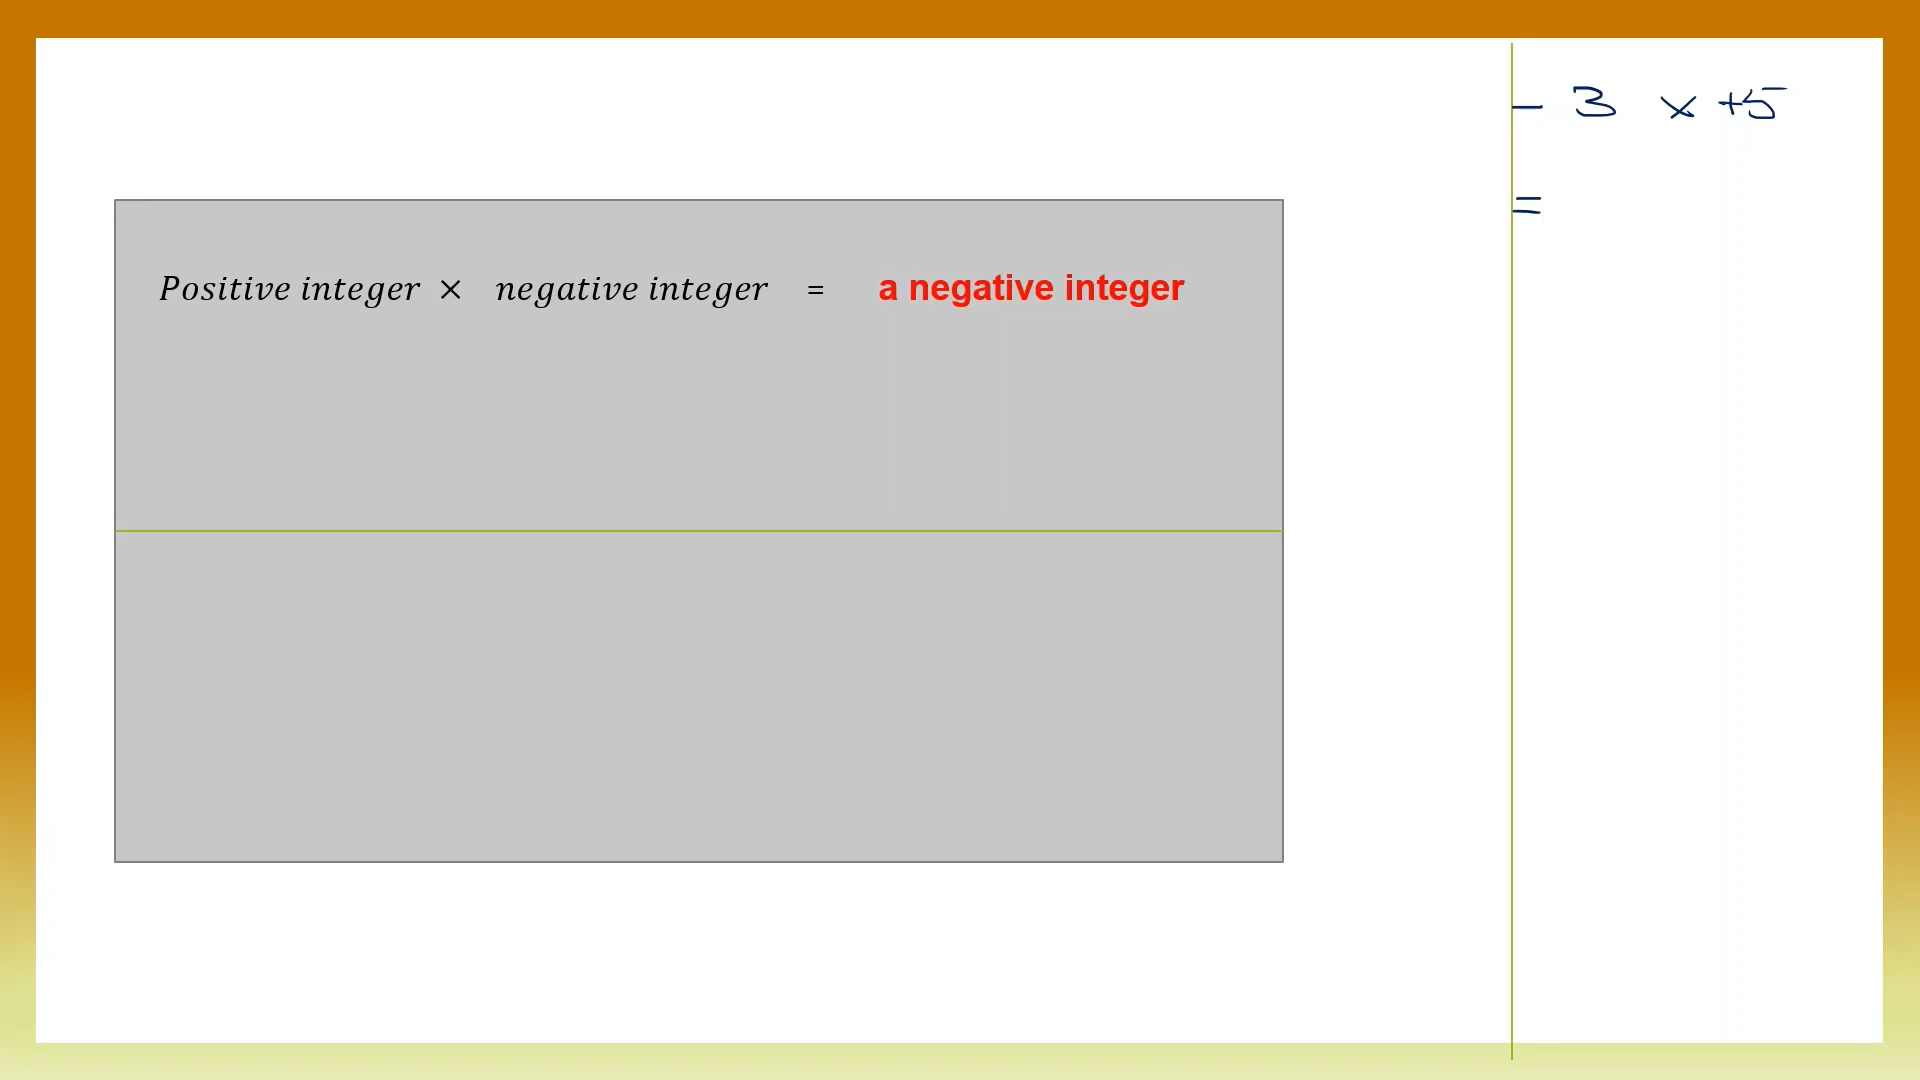 Positive integer × negative integer = a negative integer
- 3 x +5
=